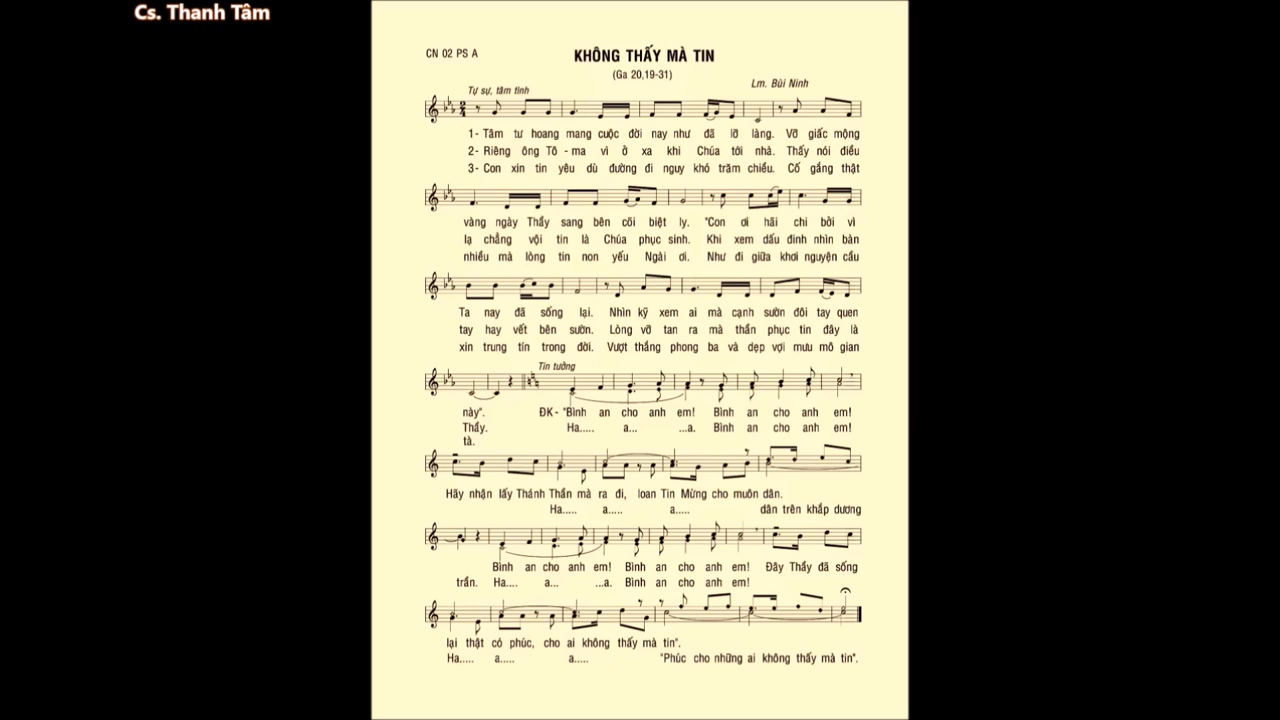 Cs. Thanh Tâm
CN 02 PS A
KHÔNG THẤY MÀ TIN
(Ga 20,19-31)
Lm. Bùi Ninh
Tự sự, tâm tình
1- Tâm tư hoang mang cuộc đời nay như đã lỡ làng. Vỡ giấc mộng
2- Riêng ông Tô - ma vì ở xa khi Chúa tới nhà. Thấy nói điều
3- Con xin tin yêu dù đường đi nguy khó trăm chiều. Cố gắng thật
vàng ngày Thầy sang bên cõi biệt ly. "Con ơi hãi chi bởi vì
lạ chẳng vội tin là Chúa phục sinh. Khi xem dấu đinh nhìn bàn
nhiều mà lòng tin non yếu Ngài ơi. Như đi giữa khơi nguyện cầu
Ta nay đã sống lại. Nhìn kỹ xem ai mà cạnh sườn đôi tay quen
tay hay vết bên sườn. Lòng vỡ tan ra mà thần phục tin đây là
xin trung tín trong đời. Vượt thắng phong ba và dẹp vợi mưu mô gian
Tin tưởng
này". ĐK- "Bình an cho anh em! Bình an cho anh em!
Thầy. Ha..... a... ...a. Bình an cho anh em!
tà.
Hãy nhận lấy Thánh Thần mà ra đi, loan Tin Mừng cho muôn dân.
Ha..... a..... a..... dân trên khắp dương
Bình an cho anh em! Bình an cho anh em! Đây Thầy đã sống
trần. Ha.... a... ...a. Bình an cho anh em!
lại thật có phúc, cho ai không thấy mà tin".
Ha..... a..... a..... "Phúc cho những ai không thấy mà tin".